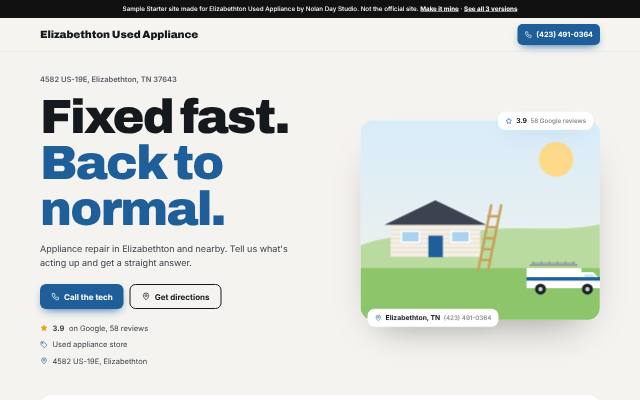 Sample Starter site made for Elizabethton Used Appliance by Nolan Day Studio. Not the official site. Make it mine · See all 3 versions
Elizabethton Used Appliance
(423) 491-0364
4582 US-19E, Elizabethton, TN 37643
Fixed fast.
Back to
normal.
Appliance repair in Elizabethton and nearby. Tell us what's
acting up and get a straight answer.
Call the tech
Get directions
3.9 on Google, 58 reviews
Used appliance store
4582 US-19E, Elizabethton
3.9 58 Google reviews
Elizabethton, TN (423) 491-0364